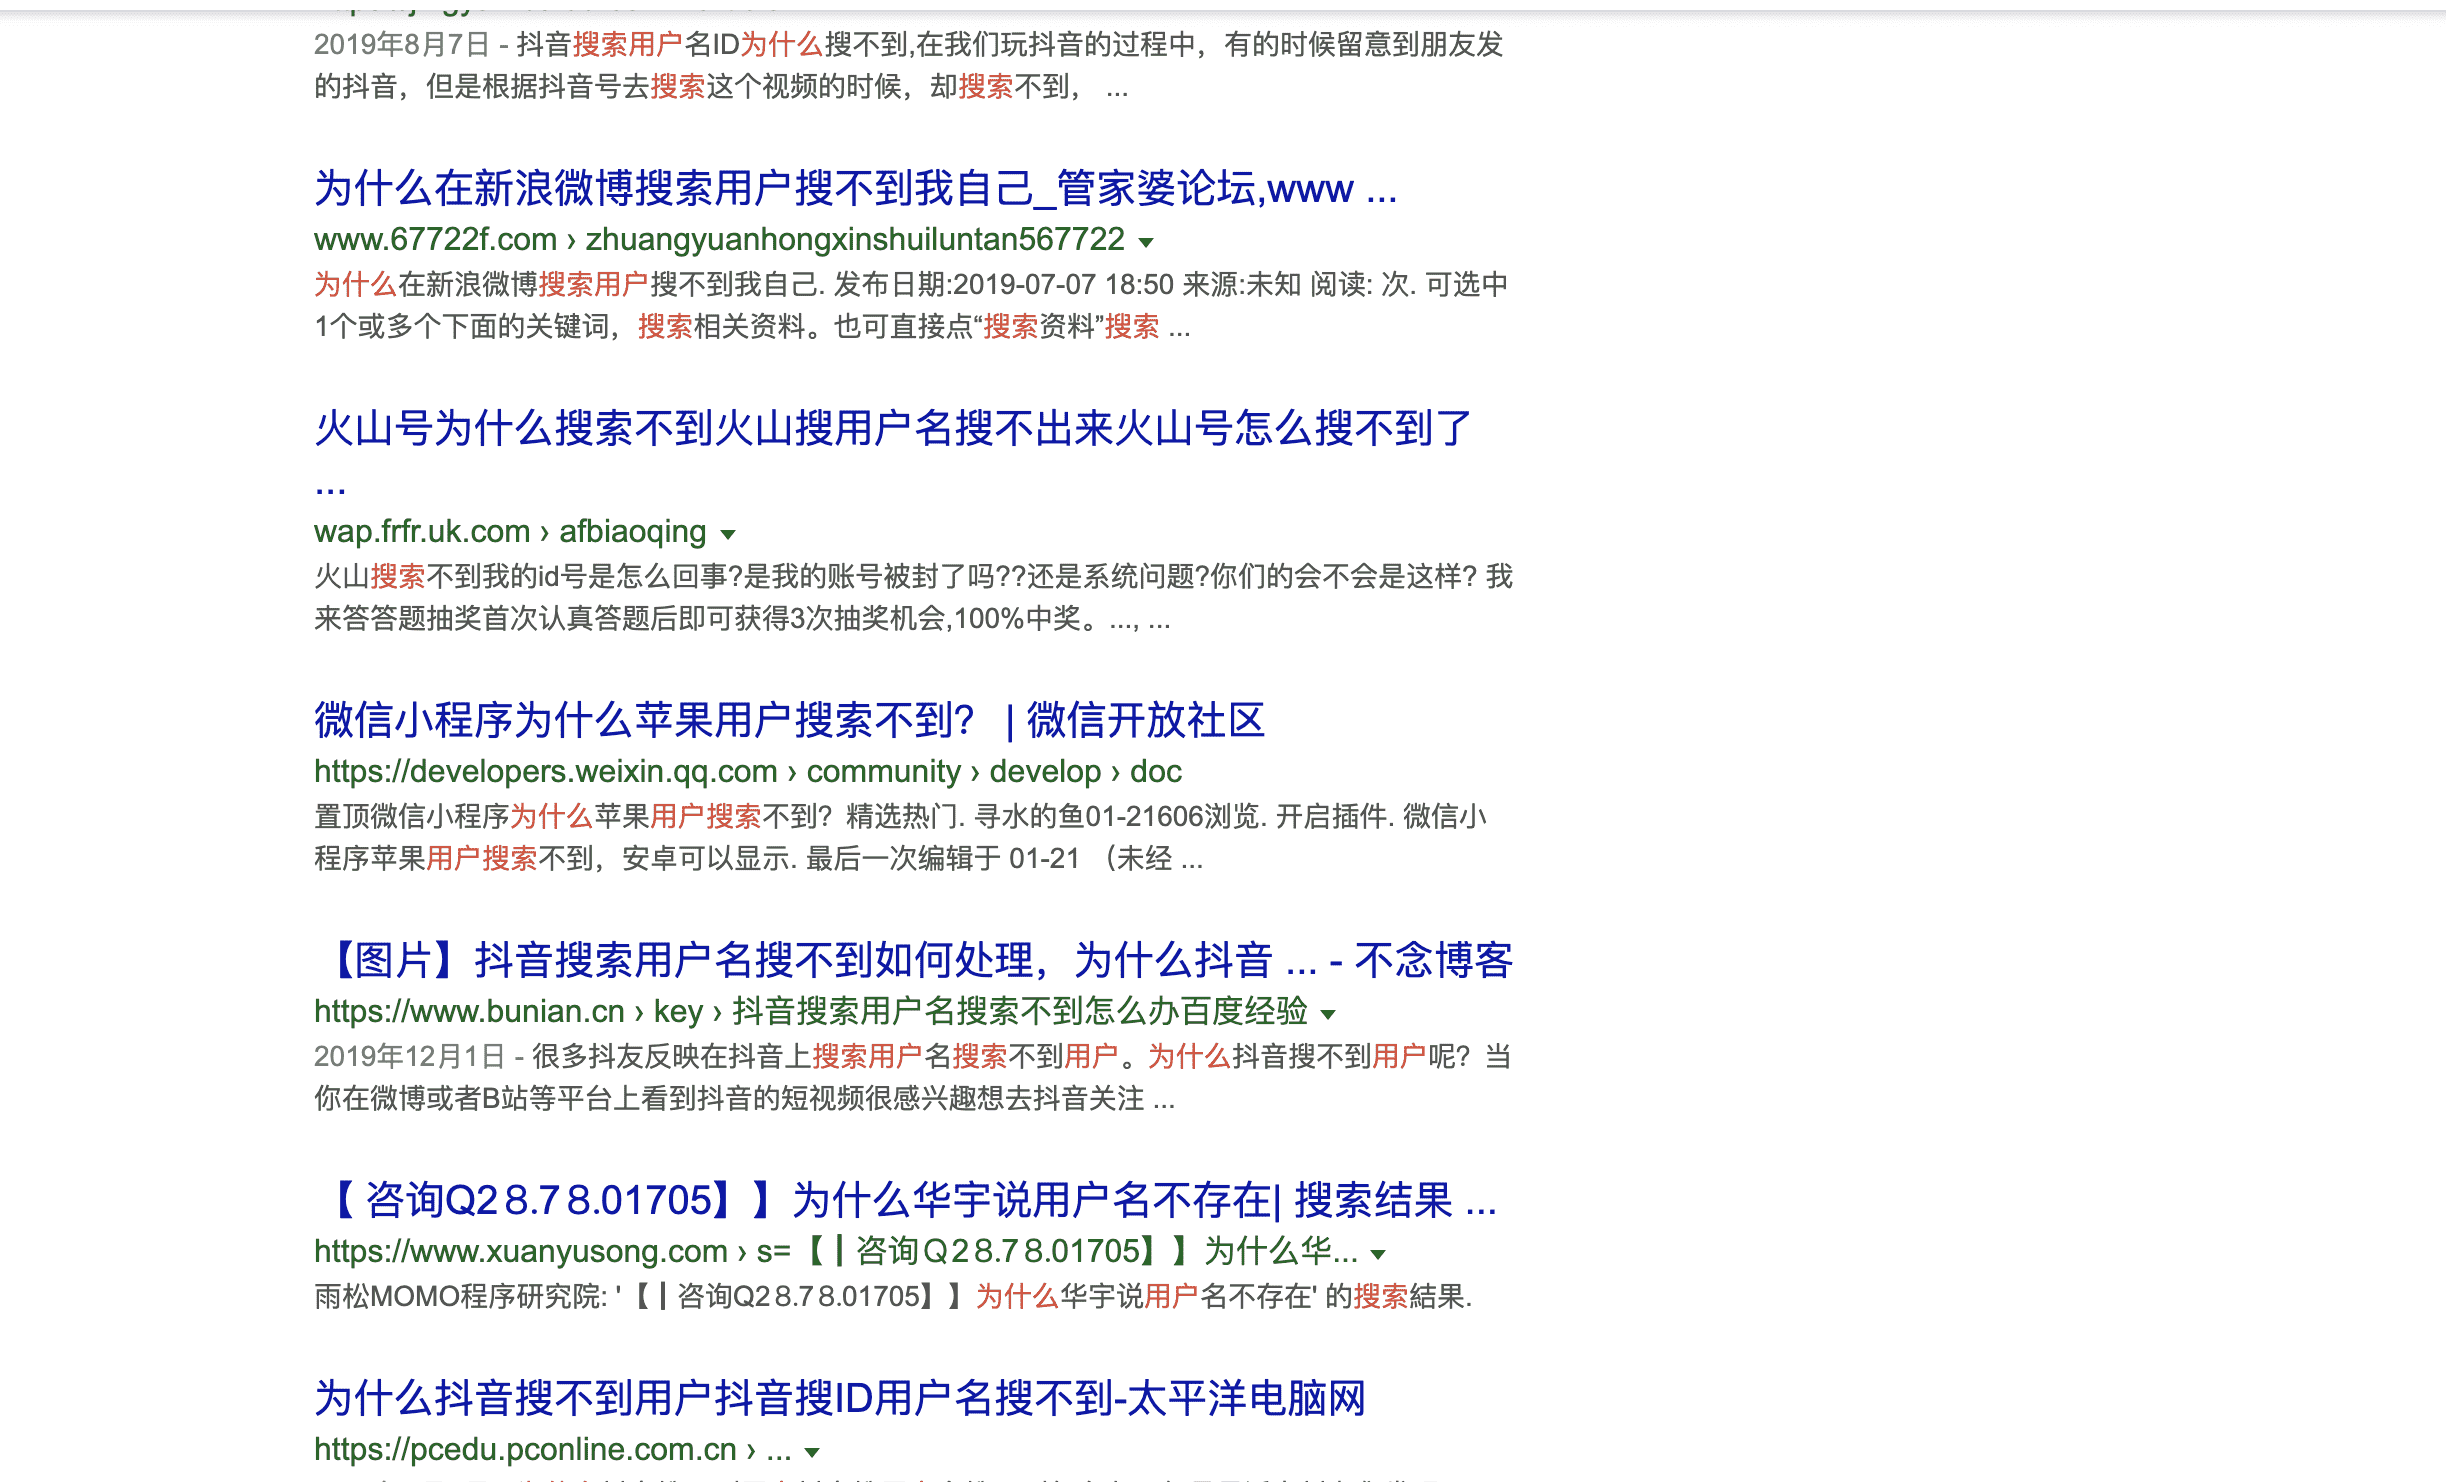 2019年8月7日 - 抖音搜索用户名ID为什么搜不到,在我们玩抖音的过程中，有的时候留意到朋友发
的抖音，但是根据抖音号去搜索这个视频的时候，却搜索不到， ...
为什么在新浪微博搜索用户搜不到我自己_管家婆论坛,www ...
www.67722f.com › zhuangyuanhongxinshuiluntan567722
为什么在新浪微博搜索用户搜不到我自己. 发布日期:2019-07-07 18:50 来源:未知 阅读: 次. 可选中
1个或多个下面的关键词，搜索相关资料。也可直接点“搜索资料”搜索 ...
火山号为什么搜索不到火山搜用户名搜不出来火山号怎么搜不到了
...
wap.frfr.uk.com › afbiaoqing
火山搜索不到我的id号是怎么回事?是我的账号被封了吗??还是系统问题?你们的会不会是这样? 我
来答答题抽奖首次认真答题后即可获得3次抽奖机会,100%中奖。..., ...
微信小程序为什么苹果用户搜索不到？ | 微信开放社区
https://developers.weixin.qq.com › community › develop › doc
置顶微信小程序为什么苹果用户搜索不到？精选热门. 寻水的鱼01-21606浏览. 开启插件. 微信小
程序苹果用户搜索不到，安卓可以显示. 最后一次编辑于 01-21 （未经 ...
【图片】抖音搜索用户名搜不到如何处理，为什么抖音 ... - 不念博客
https://www.bunian.cn › key › 抖音搜索用户名搜索不到怎么办百度经验
2019年12月1日 - 很多抖友反映在抖音上搜索用户名搜索不到用户。为什么抖音搜不到用户呢？当
你在微博或者B站等平台上看到抖音的短视频很感兴趣想去抖音关注 ...
【 咨询Q2８.7８.01705】】为什么华宇说用户名不存在| 搜索结果 ...
https://www.xuanyusong.com › s=【┃咨询Ｑ2８.7８.01705】】为什么华...
雨松MOMO程序研究院: '【┃咨询Q2８.7８.01705】】为什么华宇说用户名不存在' 的搜索結果.
为什么抖音搜不到用户抖音搜ID用户名搜不到-太平洋电脑网
https://pcedu.pconline.com.cn › ...